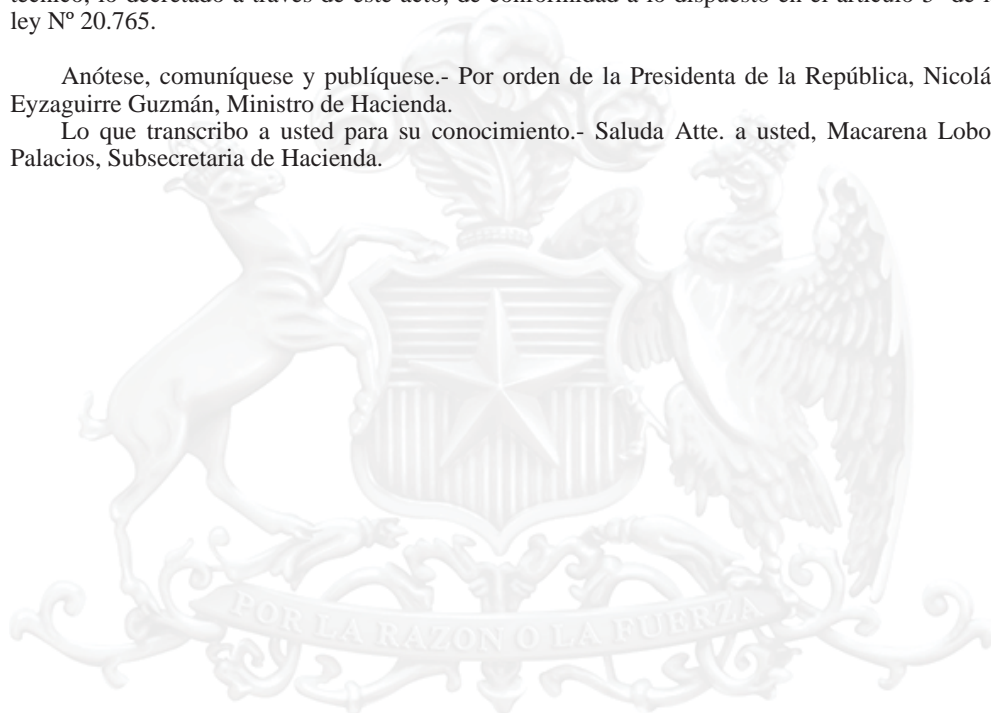 técnico, lo decretado a través de este acto, de conformidad a lo dispuesto en el artículo 3° de l
ley Nº 20.765.
Anótese, comuníquese y publíquese.- Por orden de la Presidenta de la República, Nicolá
Eyzaguirre Guzmán, Ministro de Hacienda.
Lo que transcribo a usted para su conocimiento.- Saluda Atte. a usted, Macarena Lobo
Palacios, Subsecretaria de Hacienda.
POR LA RAZON O LA FUERZA